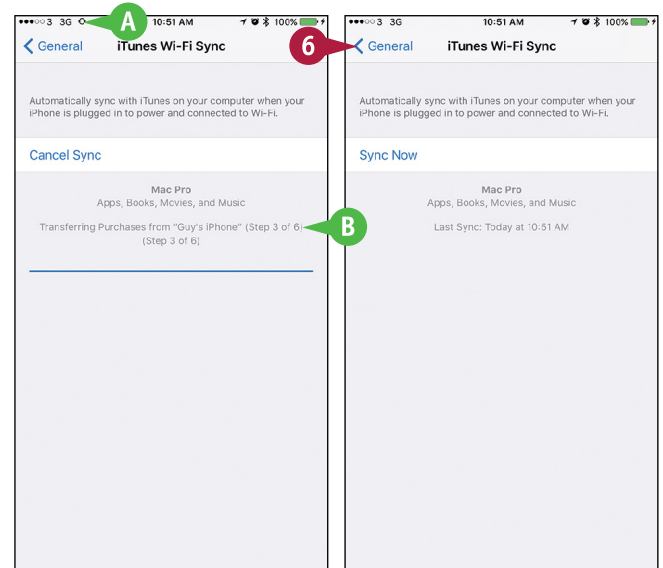 3 3G 10:51 AM 100%
A
General iTunes Wi-Fi Sync
Automatically sync with iTunes on your computer when your
iPhone is plugged in to power and connected to Wi-Fi.
Cancel Sync
Mac Pro
Apps, Books, Movies, and Music
Transferring Purchases from "Guy's iPhone" (Step 3 of 6)
(Step 3 of 6)
B
3 3G 10:51 AM 100%
6
General iTunes Wi-Fi Sync
Automatically sync with iTunes on your computer when your
iPhone is plugged in to power and connected to Wi-Fi.
Sync Now
Mac Pro
Apps, Books, Movies, and Music
Last Sync: Today at 10:51 AM